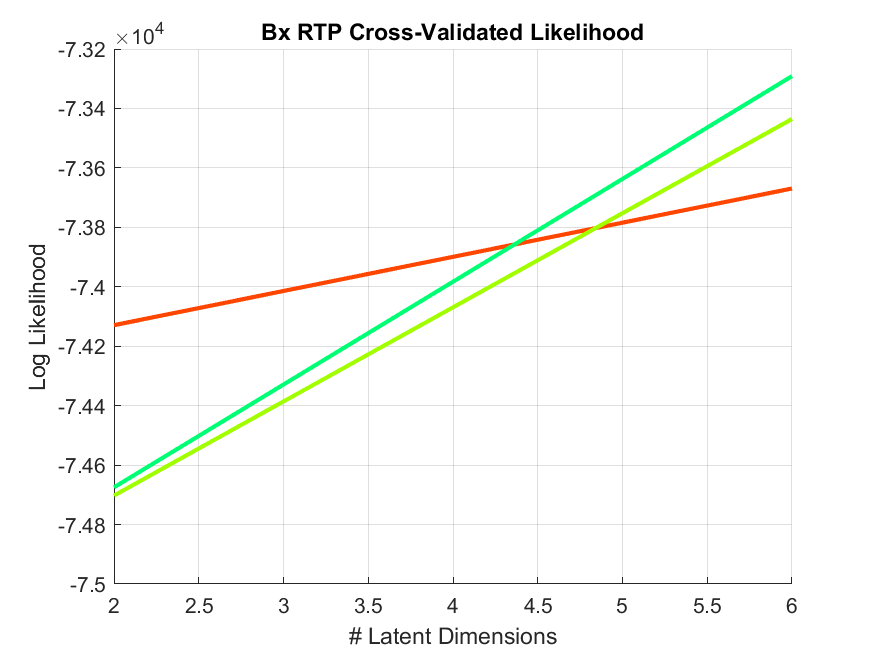 Bx RTP Cross-Validated Likelihood
×10^4
-7.32
-7.34
-7.36
-7.38
-7.4
-7.42
-7.44
-7.46
-7.48
-7.5
Log Likelihood
2 2.5 3 3.5 4 4.5 5 5.5 6
# Latent Dimensions